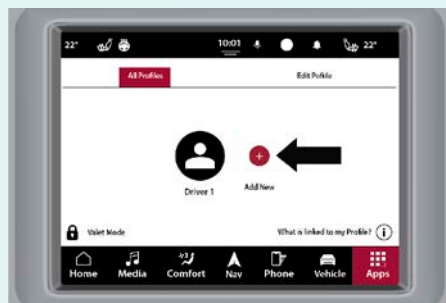 22° 10:01 22°
All Profiles Edit Pofhile
Driver 1 Add New
Valet Mode What is linked to my Profile? i
Home Media Comfort Nav Phone Vehicle Apps